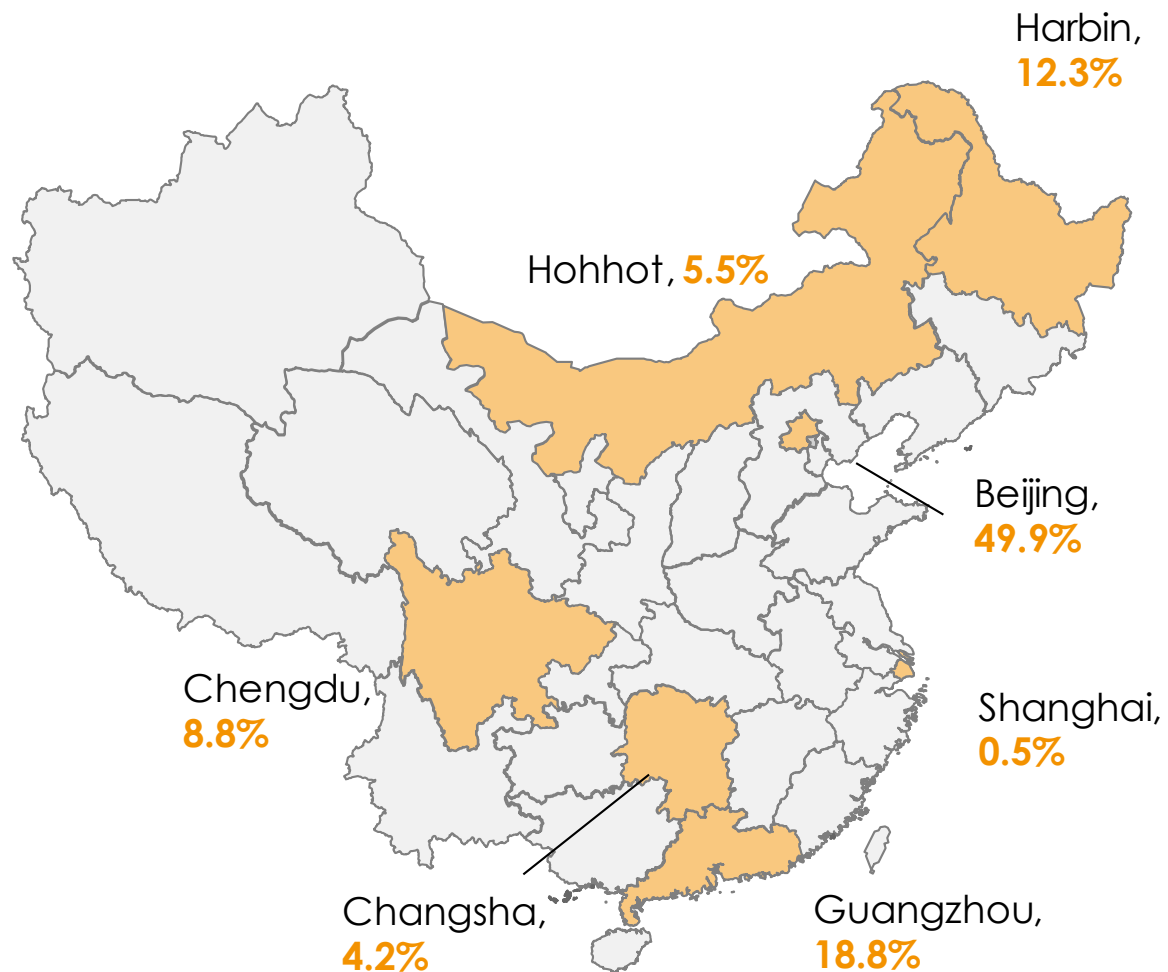 Harbin,
12.3%
Hohhot, 5.5%
Beijing,
49.9%
Chengdu,
8.8%
Shanghai,
0.5%
Changsha,
4.2%
Guangzhou,
18.8%